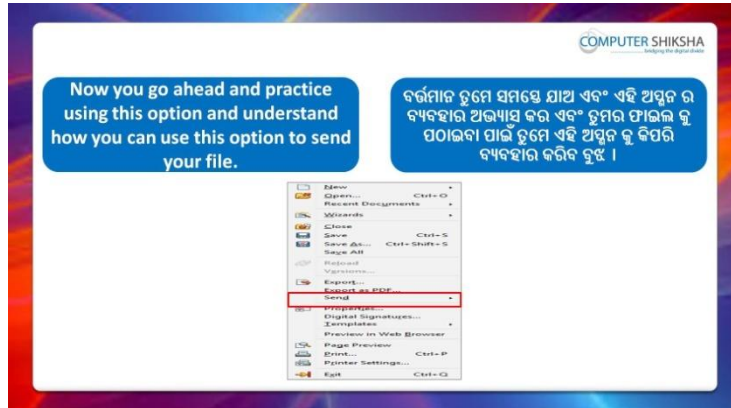 COMPUTER SHIKSHA
bridging the digital divide
Now you go ahead and practice
using this option and understand
how you can use this option to send
your file.
ବର୍ତ୍ତମାନ ତୁମେ ସମସ୍ତେ ଯାଅ ଏବଂ ଏହି ଅପ୍ସନ ର
ବ୍ୟବହାର ଅଭ୍ୟାସ କର ଏବଂ ତୁମର ଫାଇଲ କୁ
ପଠାଇବା ପାଇଁ ତୁମେ ଏହି ଅପ୍ସନ କୁ କିପରି
ବ୍ୟବହାର କରିବ ବୁଝ ।
New
Open... Ctrl+O
Recent Documents
Wizards
Close
Save Ctrl+S
Save As... Ctrl+Shift+S
Save All
Reload
Versions...
Export...
Export as PDF...
Send
Properties...
Digital Signatures...
Templates
Preview in Web Browser
Page Preview
Print... Ctrl+P
Printer Settings...
Exit Ctrl+Q